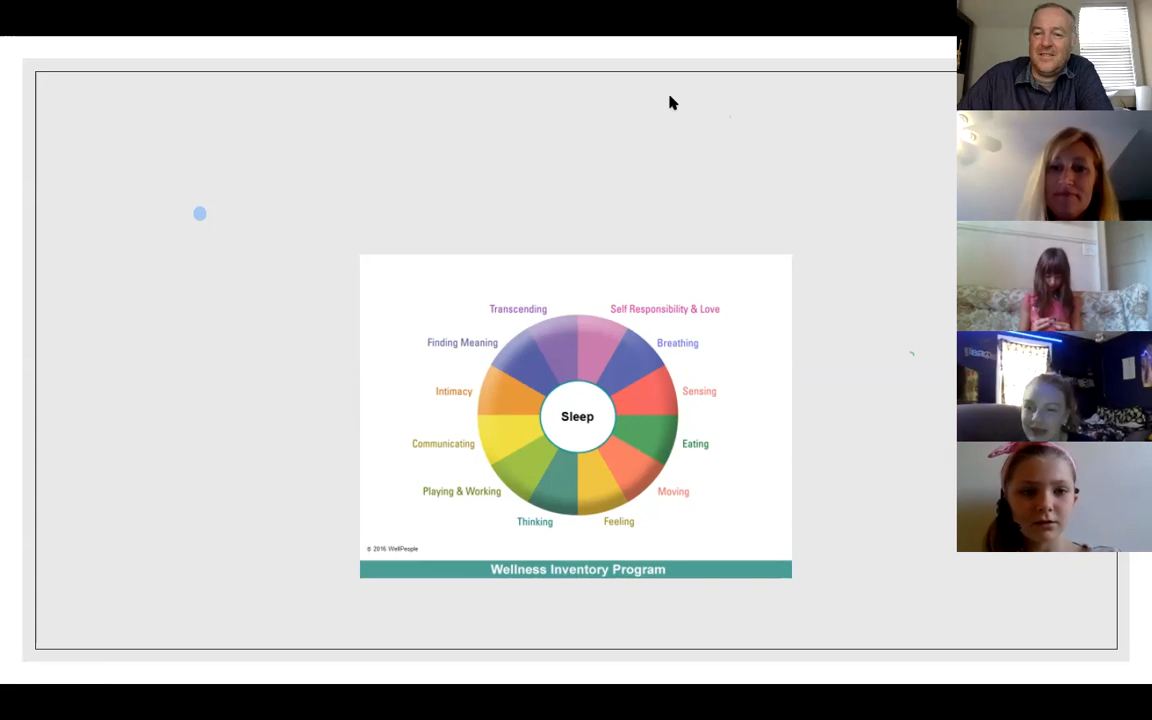 Transcending
Self Responsibility & Love
Finding Meaning
Breathing
Intimacy
Sensing
Sleep
Communicating
Eating
Playing & Working
Moving
Thinking
Feeling
© 2016 WellPeople
Wellness Inventory Program